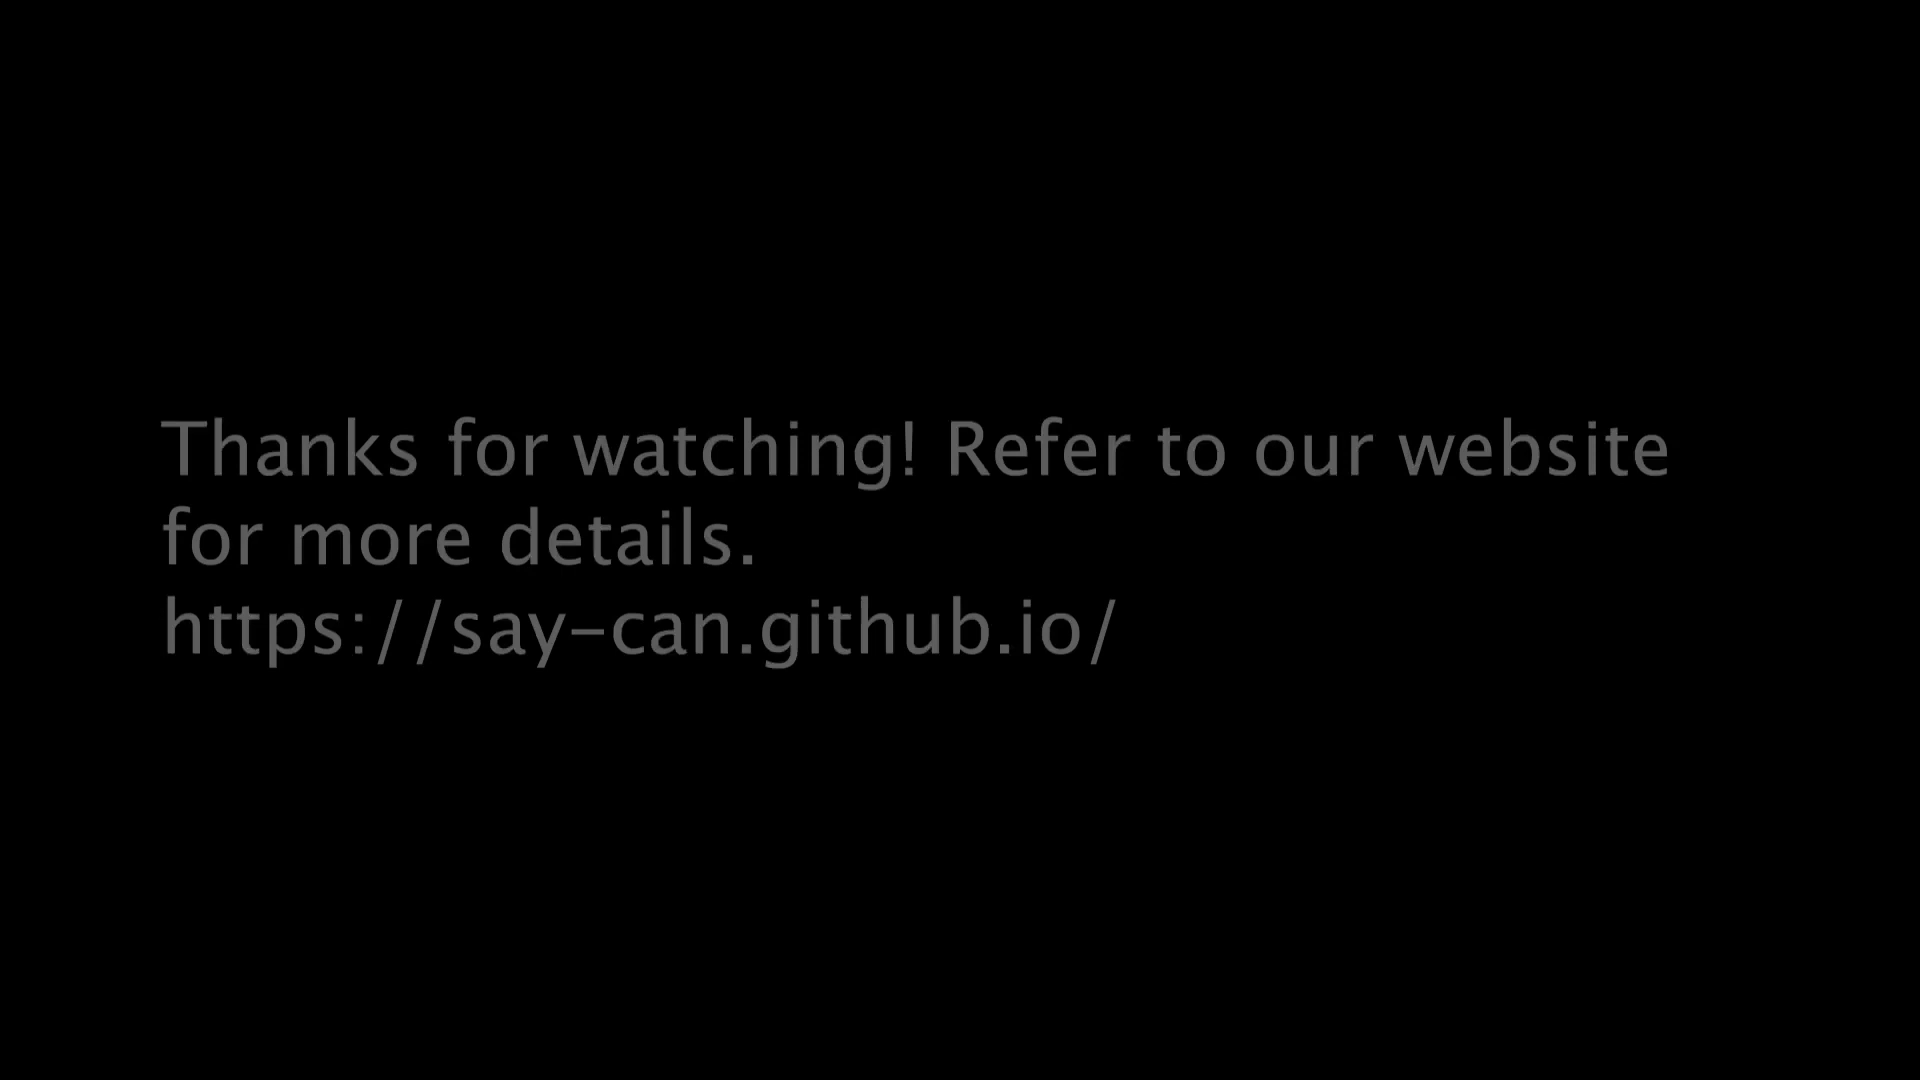 Thanks for watching! Refer to our website
for more details.
https://say-can.github.io/